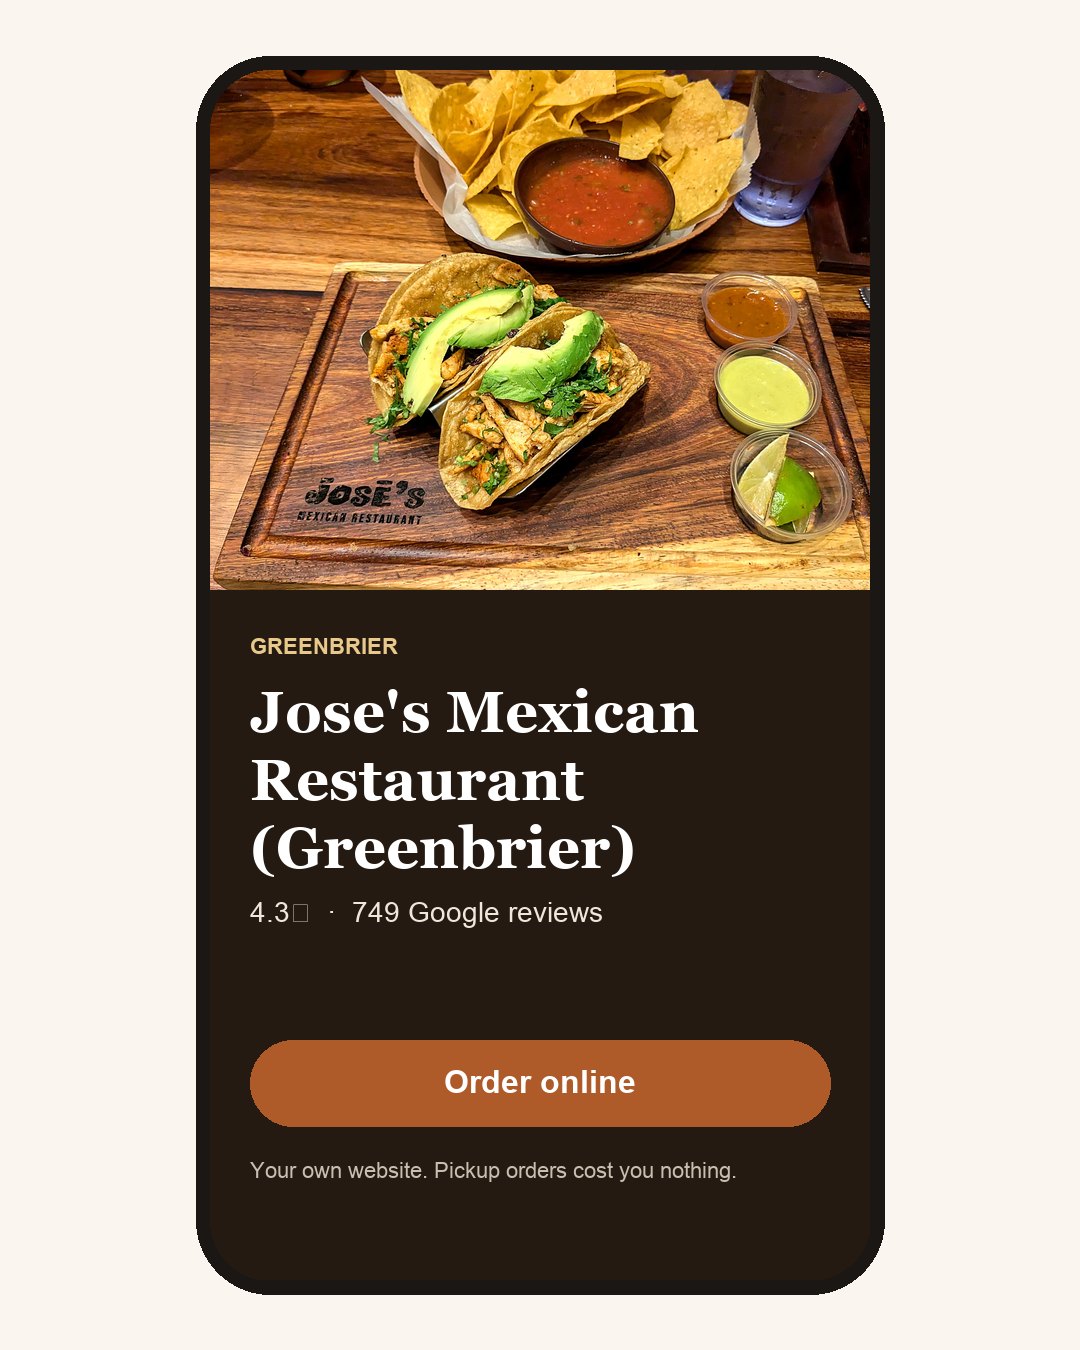 JOSE'S
MEXICAN RESTAURANT
GREENBRIER
Jose's Mexican
Restaurant
(Greenbrier)
4.3□ · 749 Google reviews
Order online
Your own website. Pickup orders cost you nothing.